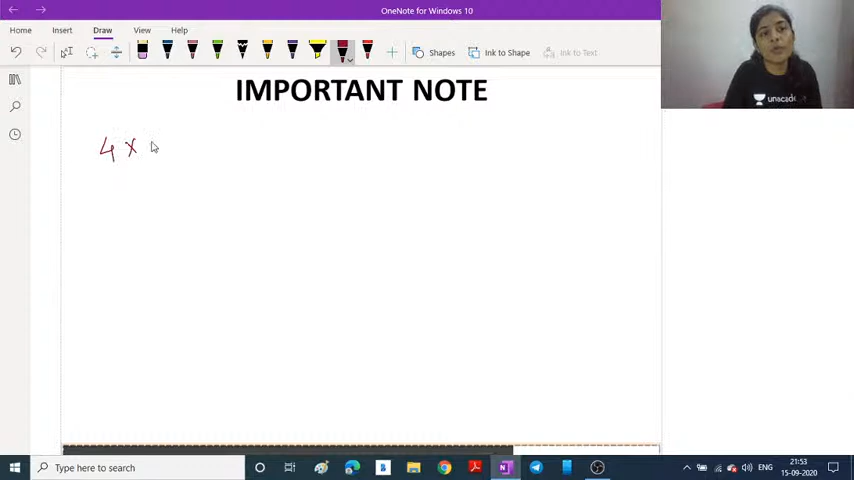 OneNote for Windows 10
Home Insert Draw View Help
Shapes Ink to Shape Ink to Text
IMPORTANT NOTE
4 x
unacade
Type here to search
ENG
21:53
15-09-2020